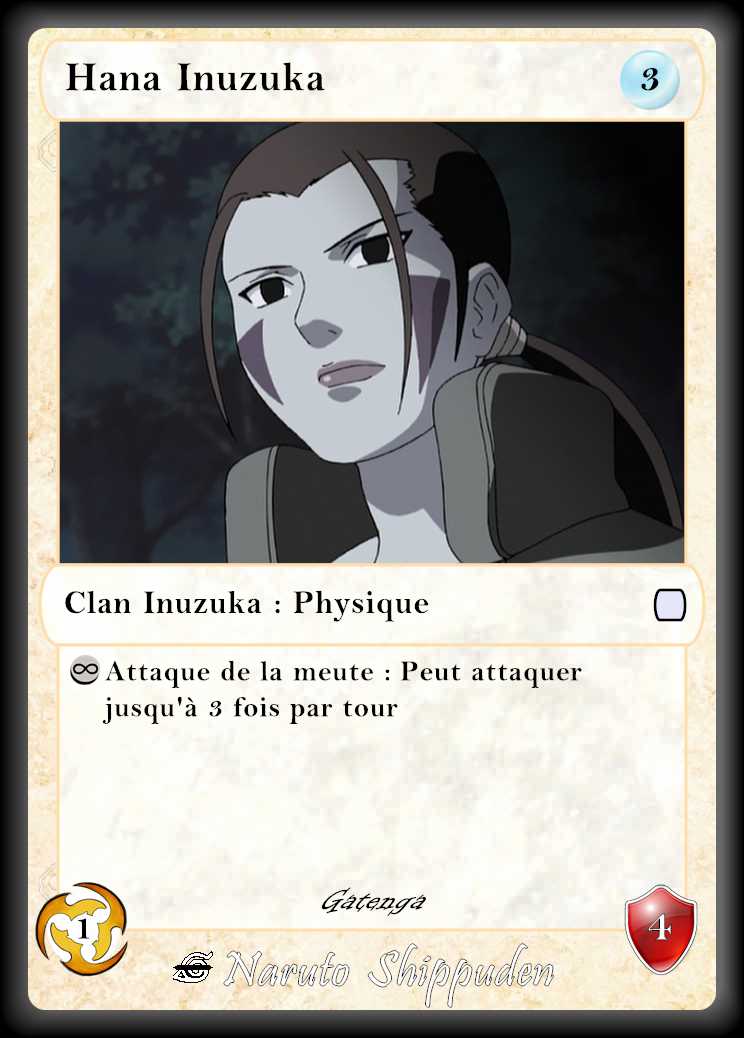 Hana Inuzuka
3
Clan Inuzuka : Physique
∞ Attaque de la meute : Peut attaquer
jusqu'à 3 fois par tour
Gatenga
1
4
Naruto Shippuden